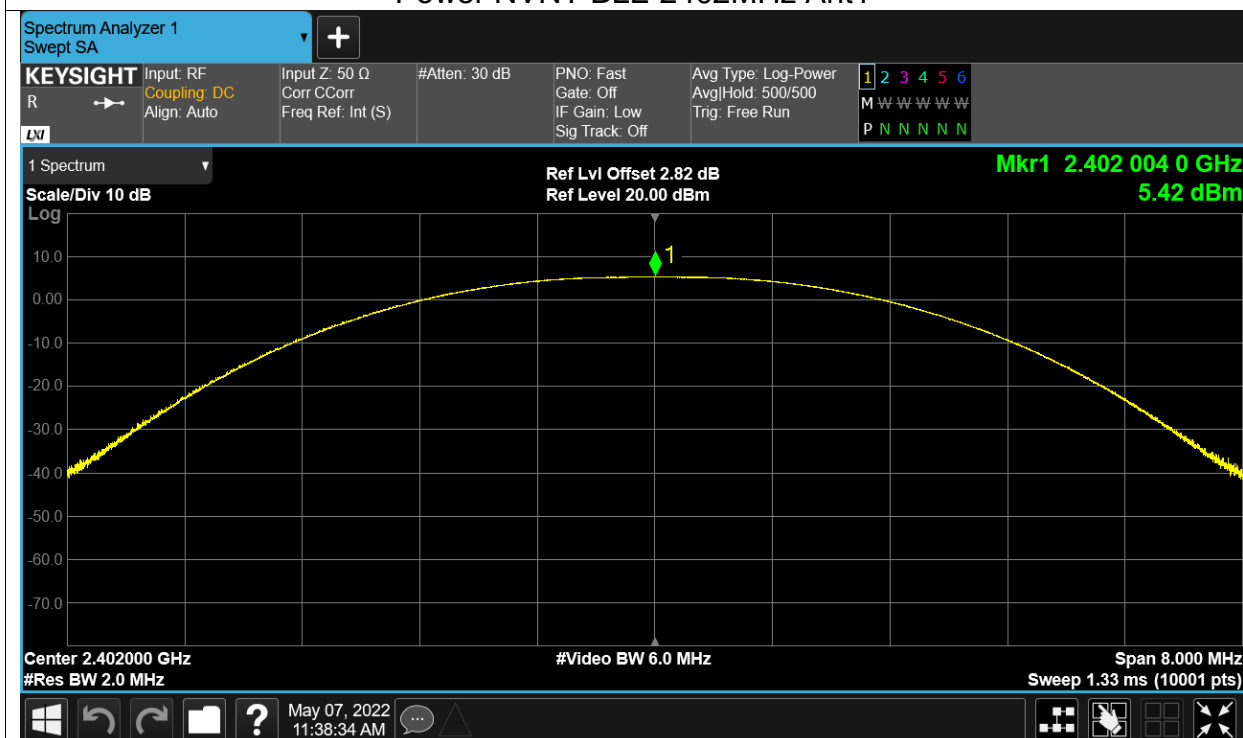 Power NVNT BLE 2402MHz Ant1
Spectrum Analyzer 1
Swept SA
KEYSIGHT
R
LXI
Input: RF
Coupling: DC
Align: Auto
Input Z: 50 Ω
Corr CCorr
Freq Ref: Int (S)
#Atten: 30 dB
PNO: Fast
Gate: Off
IF Gain: Low
Sig Track: Off
Avg Type: Log-Power
Avg|Hold: 500/500
Trig: Free Run
1 2 3 4 5 6
M W W W W W
P N N N N N
1 Spectrum
Scale/Div 10 dB
Log
Ref Lvl Offset 2.82 dB
Ref Level 20.00 dBm
Mkr1 2.402 004 0 GHz
5.42 dBm
1
10.0
0.00
-10.0
-20.0
-30.0
-40.0
-50.0
-60.0
-70.0
Center 2.402000 GHz
#Res BW 2.0 MHz
#Video BW 6.0 MHz
Span 8.000 MHz
Sweep 1.33 ms (10001 pts)
?
May 07, 2022
11:38:34 AM